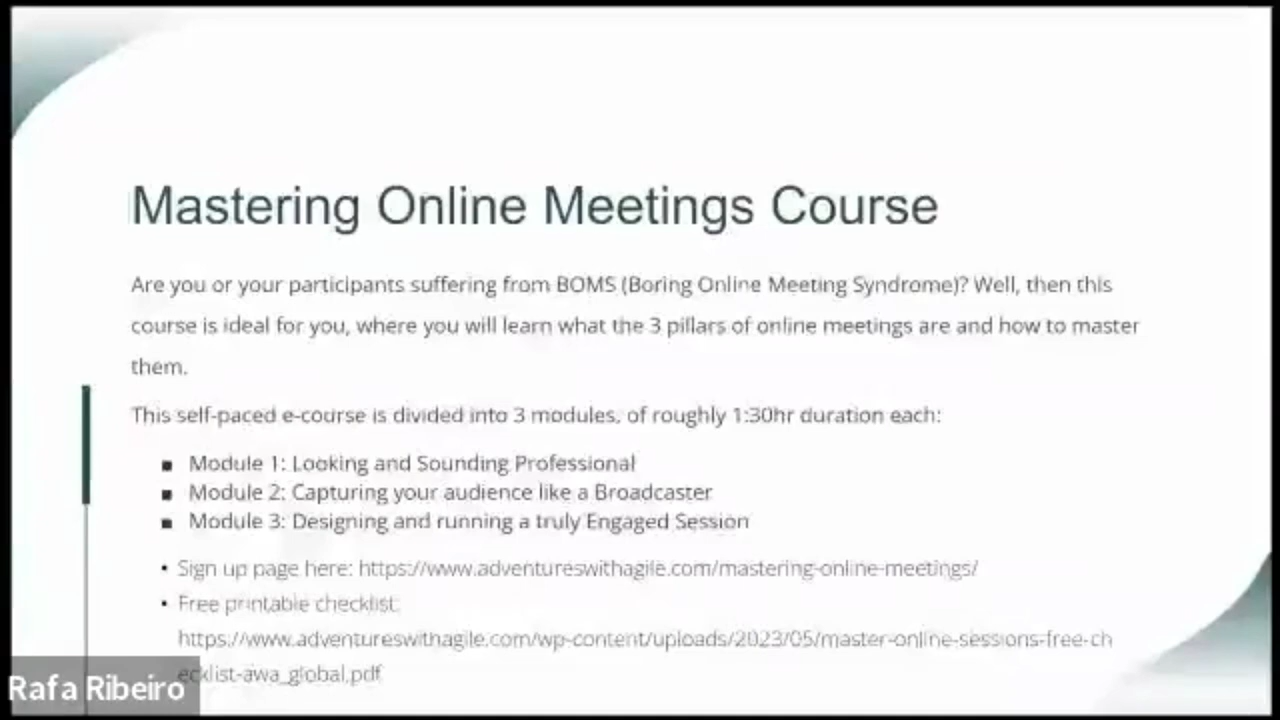 Mastering Online Meetings Course
Are you or your participants suffering from BOMS (Boring Online Meeting Syndrome)? Well, then this
course is ideal for you, where you will learn what the 3 pillars of online meetings are and how to master
them.
This self-paced e-course is divided into 3 modules, of roughly 1:30hr duration each:
▪ Module 1: Looking and Sounding Professional
▪ Module 2: Capturing your audience like a Broadcaster
▪ Module 3: Designing and running a truly Engaged Session
• Sign up page here: https://www.adventureswithagile.com/mastering-online-meetings/
• Free printable checklist:
https://www.adventureswithagile.com/wp-content/uploads/2023/05/master-online-sessions-free-ch
ecklist-awa_global.pdf
Rafa Ribeiro